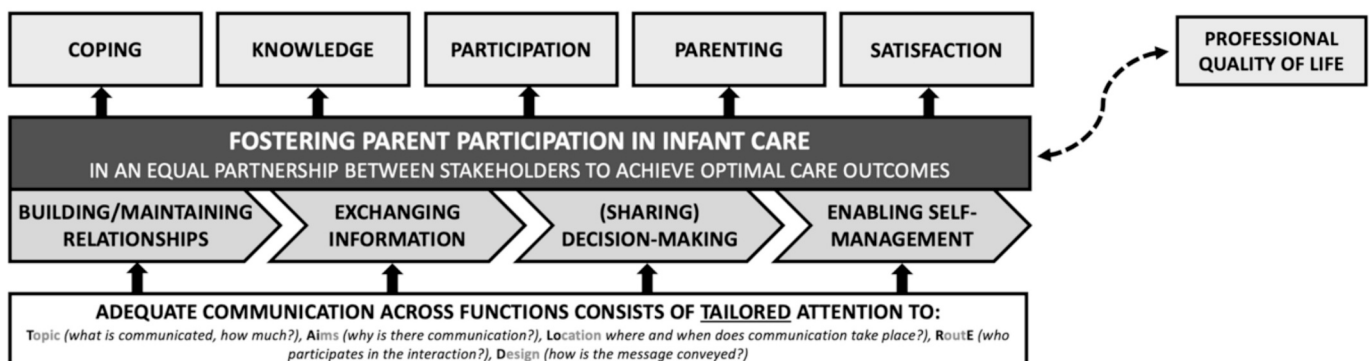 COPING
KNOWLEDGE
PARTICIPATION
PARENTING
SATISFACTION
PROFESSIONAL
QUALITY OF LIFE
FOSTERING PARENT PARTICIPATION IN INFANT CARE
IN AN EQUAL PARTNERSHIP BETWEEN STAKEHOLDERS TO ACHIEVE OPTIMAL CARE OUTCOMES
BUILDING/MAINTAINING
RELATIONSHIPS
EXCHANGING
INFORMATION
(SHARING)
DECISION-MAKING
ENABLING SELF-
MANAGEMENT
ADEQUATE COMMUNICATION ACROSS FUNCTIONS CONSISTS OF TAILORED ATTENTION TO:
Topic (what is communicated, how much?), Aims (why is there communication?), Location where and when does communication take place?), RoutE (who
participates in the interaction?), Design (how is the message conveyed?)